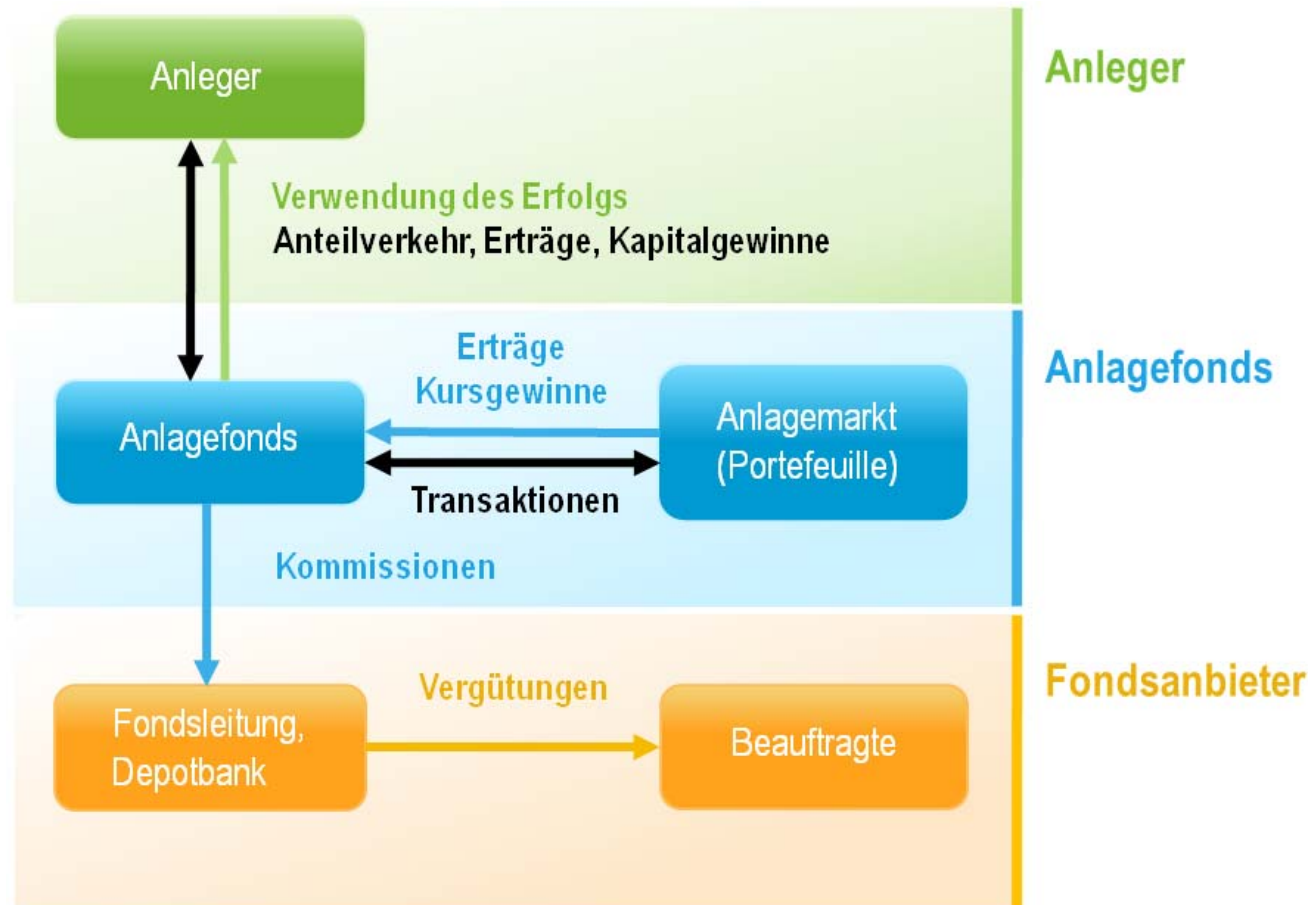 Anleger
Anleger
Verwendung des Erfolgs
Anteilverkehr, Erträge, Kapitalgewinne
Anlagefonds
Erträge
Kursgewinne
Transaktionen
Anlagemarkt
(Portefeuille)
Anlagefonds
Kommissionen
Fondsleitung,
Depotbank
Vergütungen
Beauftragte
Fondsanbieter